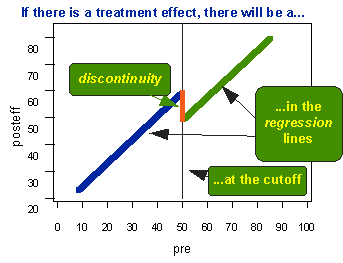 If there is a treatment effect, there will be a...
80
70
60
50
40
30
20
posteff
discontinuity
...in the
regression
lines
...at the cutoff
0 10 20 30 40 50 60 70 80 90 100
pre